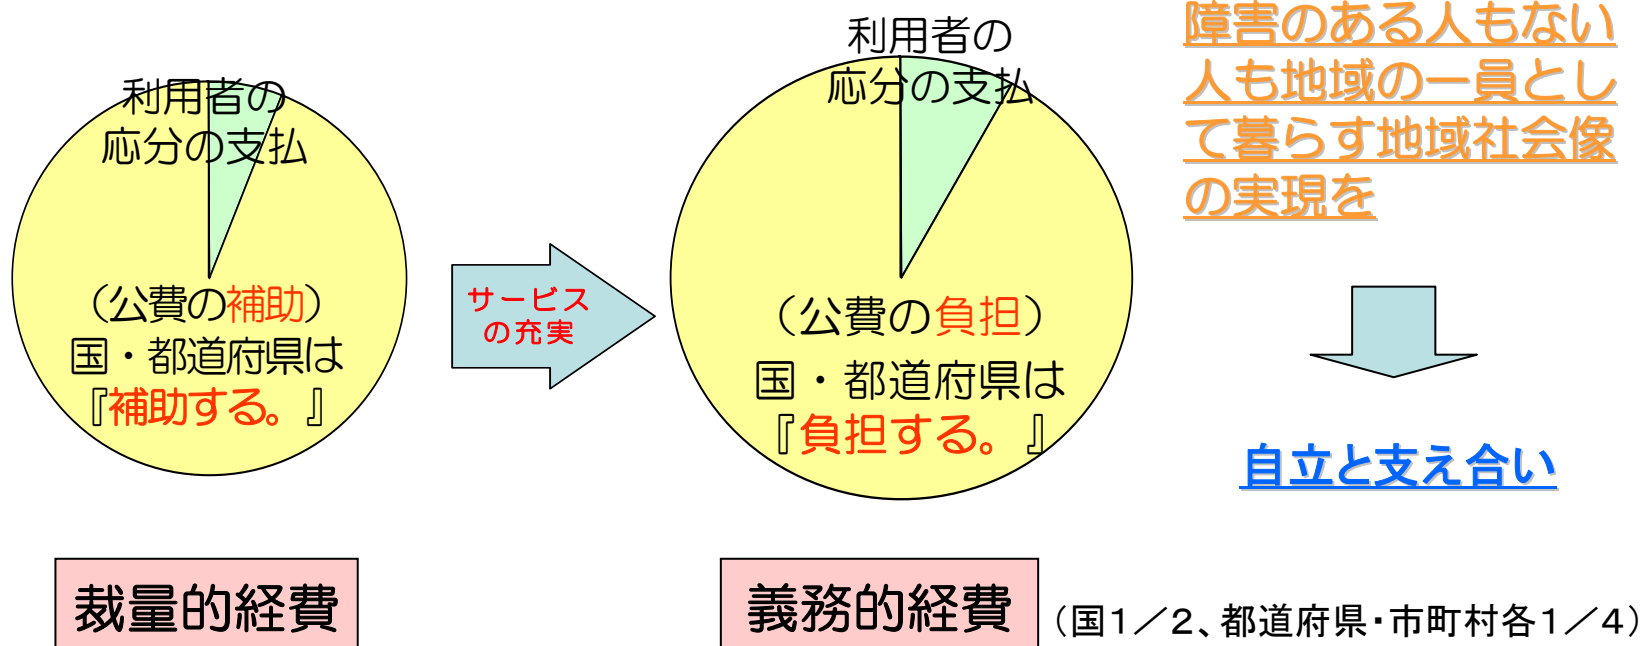 利用者の
応分の支払
（公費の補助）
国・都道府県は
『補助する。』
裁量的経費
サービス
の充実
利用者の
応分の支払
（公費の負担）
国・都道府県は
『負担する。』
義務的経費
（国１／２、都道府県・市町村各１／４）
障害のある人もない
人も地域の一員とし
て暮らす地域社会像
の実現を
自立と支え合い